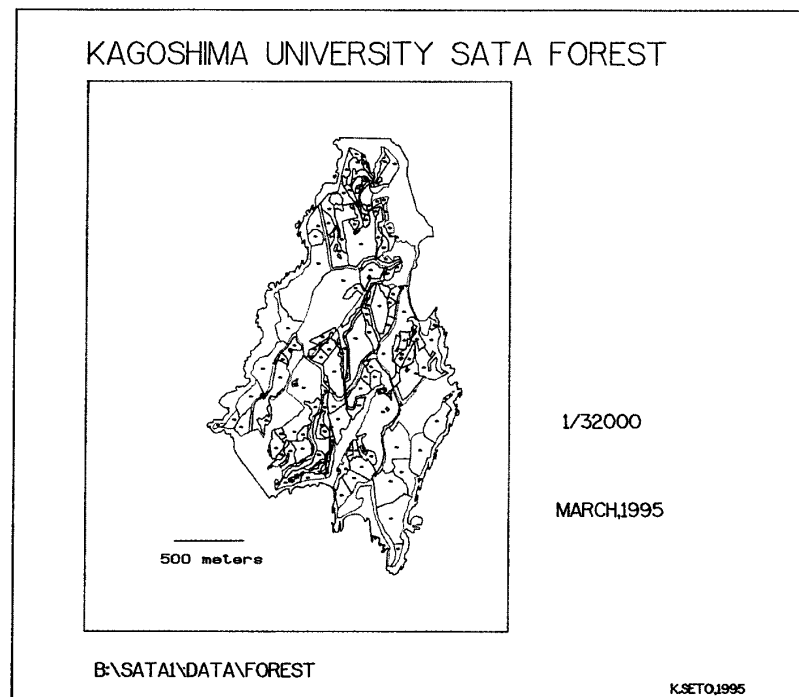 KAGOSHIMA UNIVERSITY SATA FOREST
1/32000
MARCH,1995
500 meters
B:\SATA1\DATA\FOREST
K.SETO,1995